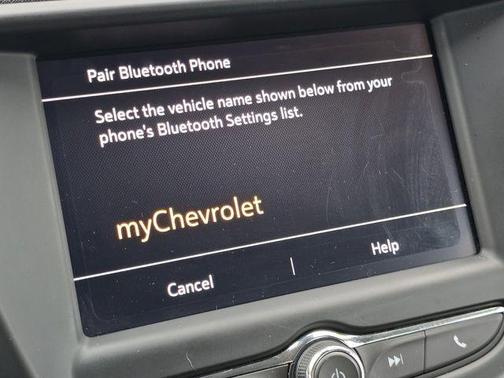 Pair Bluetooth Phone
Select the vehicle name shown below from your
phone's Bluetooth Settings list.
myChevrolet
Cancel | Help